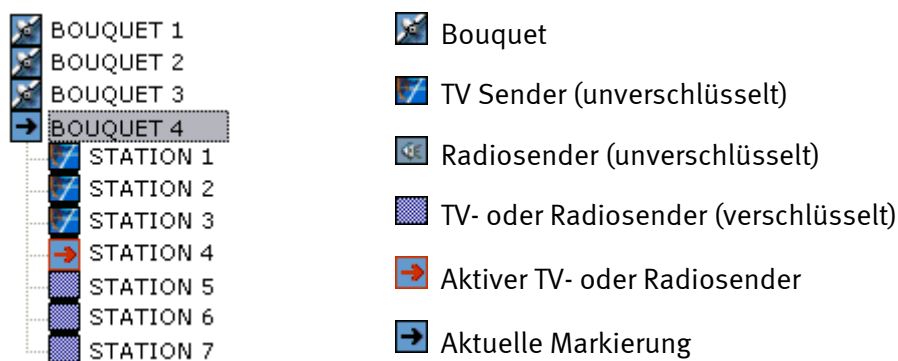 BOUQUET 1
BOUQUET 2
BOUQUET 3
BOUQUET 4
STATION 1
STATION 2
STATION 3
STATION 4
STATION 5
STATION 6
STATION 7
Bouquet
TV Sender (unverschlüsselt)
Radiosender (unverschlüsselt)
TV- oder Radiosender (verschlüsselt)
Aktiver TV- oder Radiosender
Aktuelle Markierung